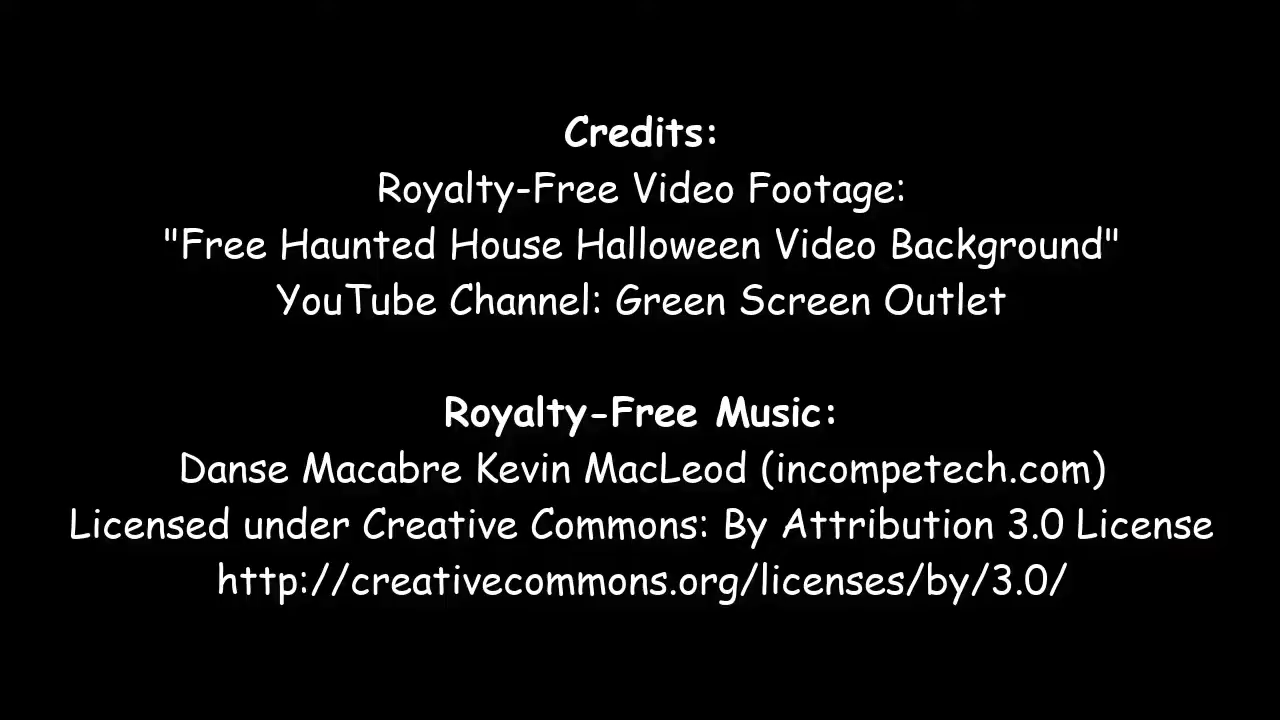 Credits:
Royalty-Free Video Footage:
"Free Haunted House Halloween Video Background"
YouTube Channel: Green Screen Outlet
Royalty-Free Music:
Danse Macabre Kevin MacLeod (incompetech.com)
Licensed under Creative Commons: By Attribution 3.0 License
http://creativecommons.org/licenses/by/3.0/